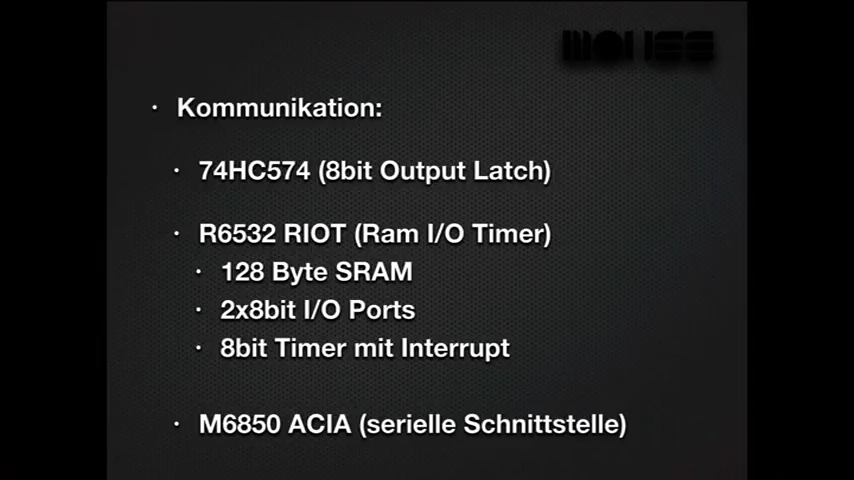 Kommunikation:
74HC574 (8bit Output Latch)
R6532 RIOT (Ram I/O Timer)
128 Byte SRAM
2x8bit I/O Ports
8bit Timer mit Interrupt
M6850 ACIA (serielle Schnittstelle)